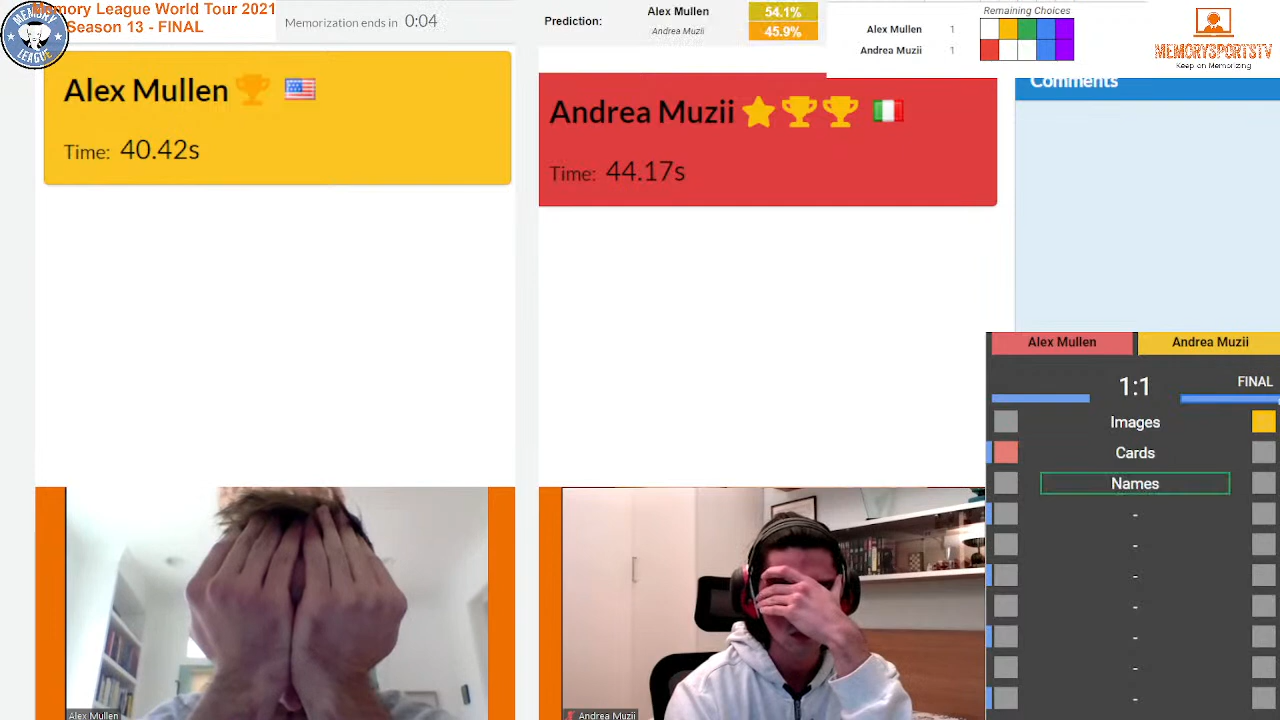 Memory League World Tour 2021
Season 13 - FINAL
MEMORY
LEAGUE
Memorization ends in 0:04
Prediction:
Alex Mullen 54.1%
Andrea Muzii 45.9%
Remaining Choices
Alex Mullen 1
Andrea Muzii 1
MEMORYSPORTSTV
Keep on Memorizing
Alex Mullen
Time: 40.42s
Andrea Muzii
Time: 44.17s
Comments
Alex Mullen Andrea Muzii
1:1 FINAL
Images
Cards
Names
-
-
-
-
-
-
-
Alex Mullen
Andrea Muzii